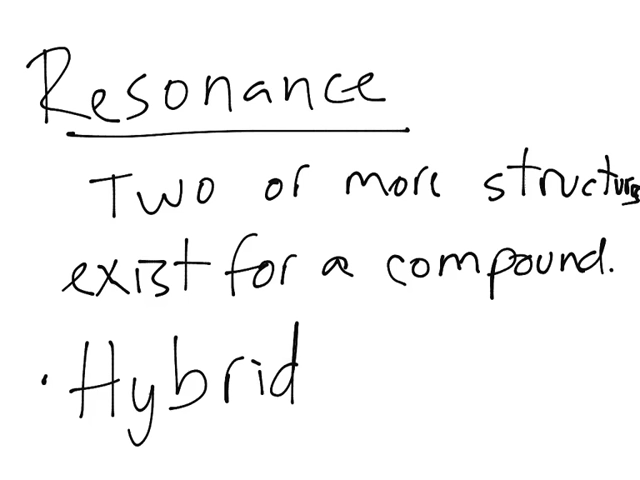 Resonance
Two or more structures
exist for a compound.
· Hybrid